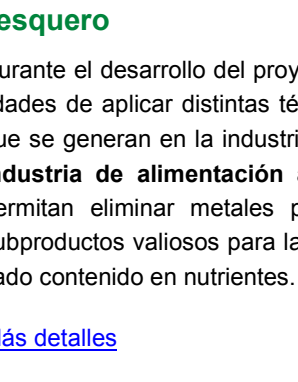 esquero
urante el desarrollo del proy
dades de aplicar distintas té
ue se generan en la industri
ndustria de alimentación
ermitan eliminar metales p
ubproductos valiosos para la
ado contenido en nutrientes.
ás detalles